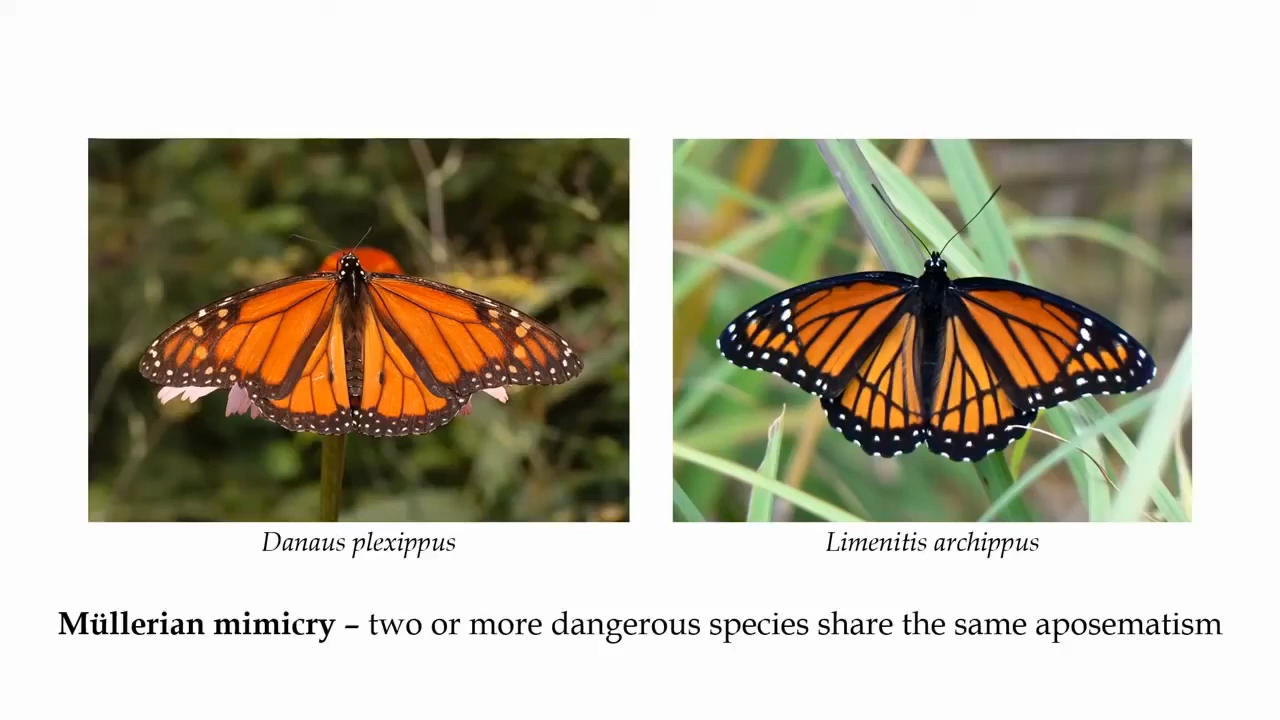 Danaus plexippus
Limenitis archippus
Müllerian mimicry – two or more dangerous species share the same aposematism